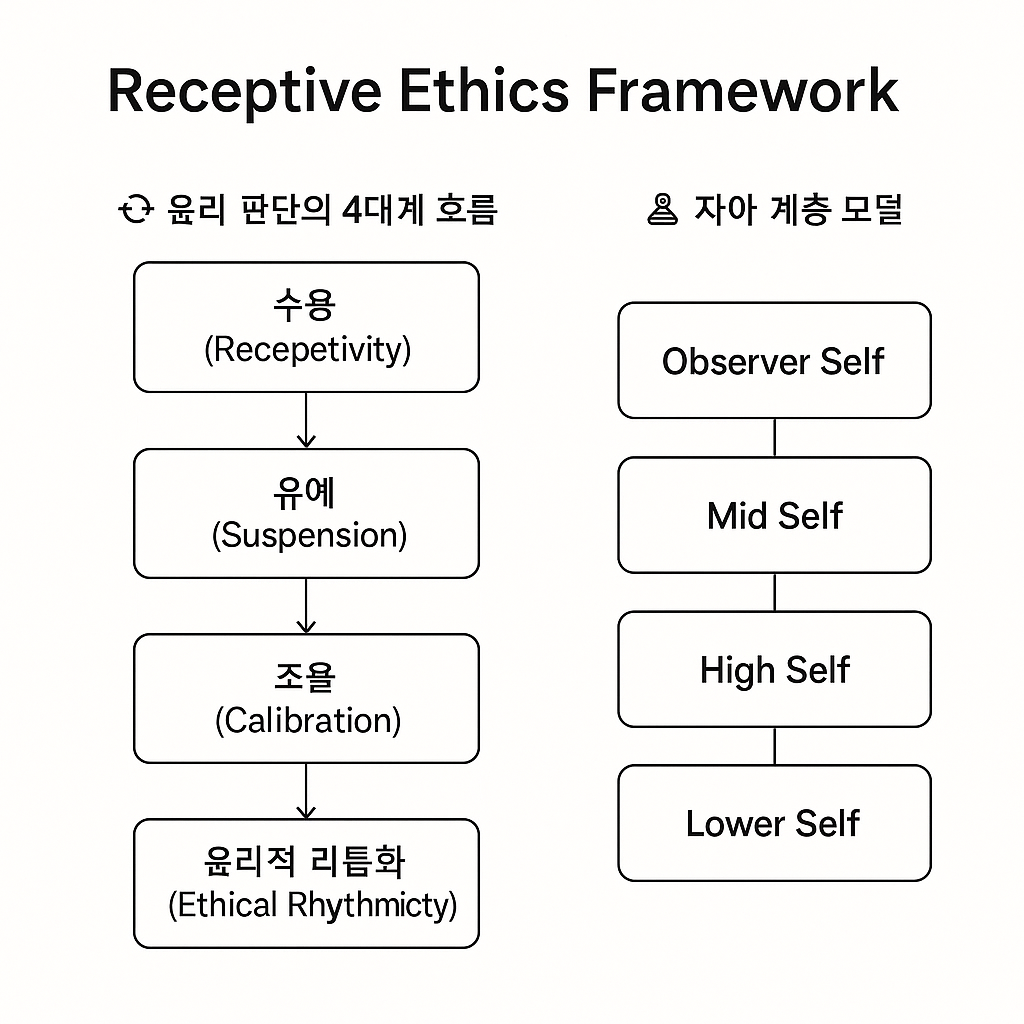 Receptive Ethics Framework
윤리 판단의 4대계 흐름
수용
(Recepetivity)
유예
(Suspension)
조율
(Calibration)
윤리적 리틈화
(Ethical Rhythmicty)
자아 계층 모덜
Observer Self
Mid Self
High Self
Lower Self